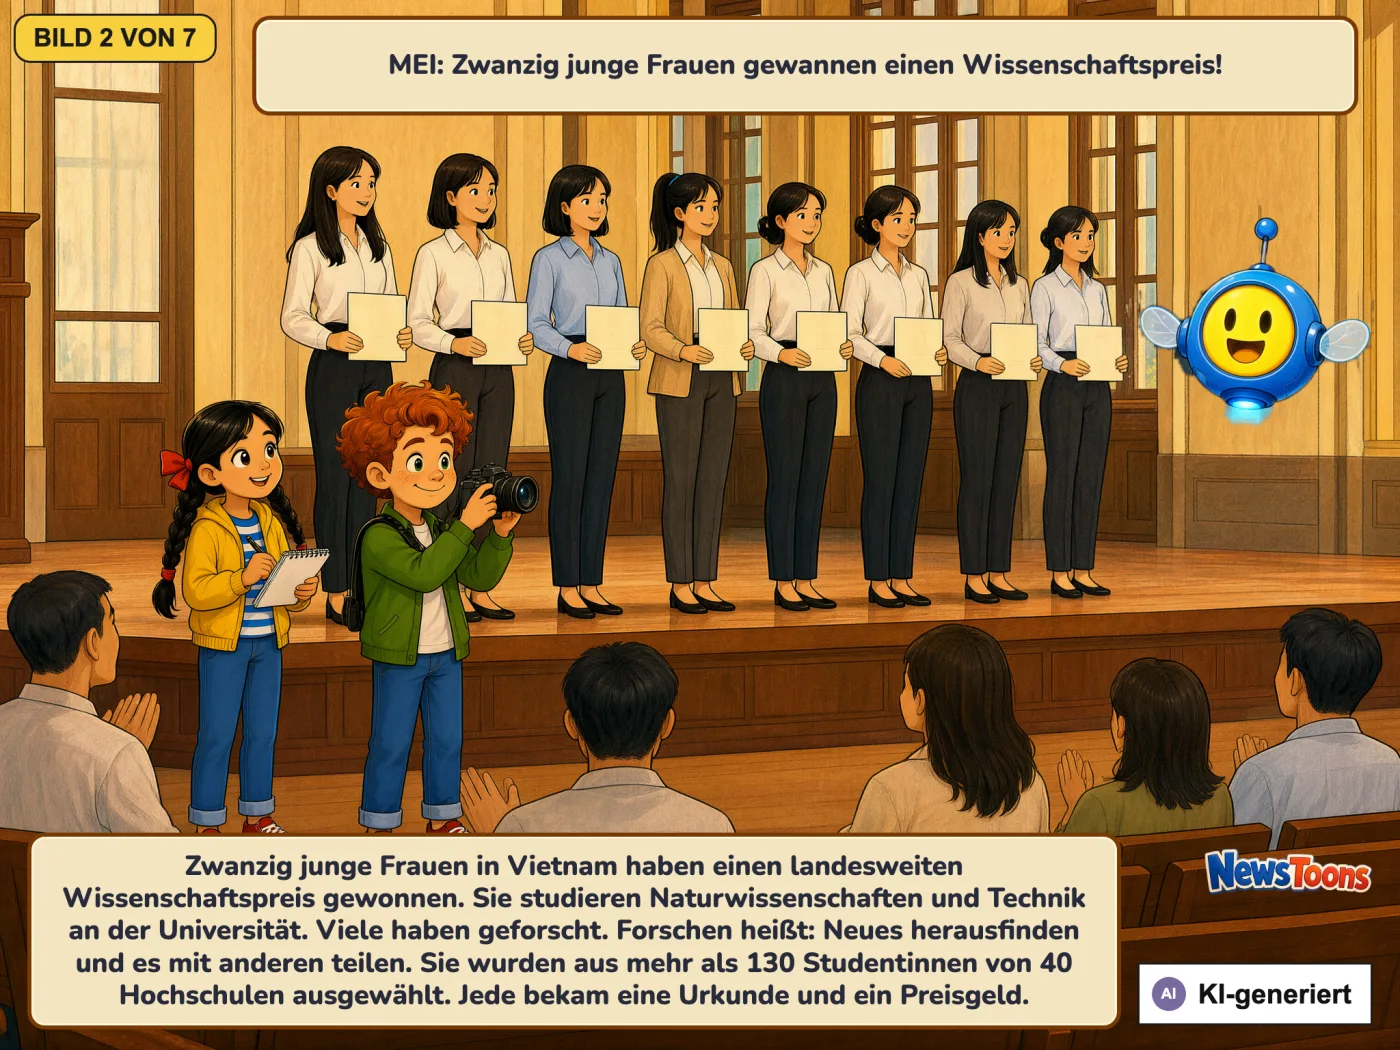 BILD 2 VON 7
MEI: Zwanzig junge Frauen gewannen einen Wissenschaftspreis!
Zwanzig junge Frauen in Vietnam haben einen landesweiten
Wissenschaftspreis gewonnen. Sie studieren Naturwissenschaften und Technik
an der Universität. Viele haben geforscht. Forschen heißt: Neues herausfinden
und es mit anderen teilen. Sie wurden aus mehr als 130 Studentinnen von 40
Hochschulen ausgewählt. Jede bekam eine Urkunde und ein Preisgeld.
NEWSTOONS
AI KI-generiert